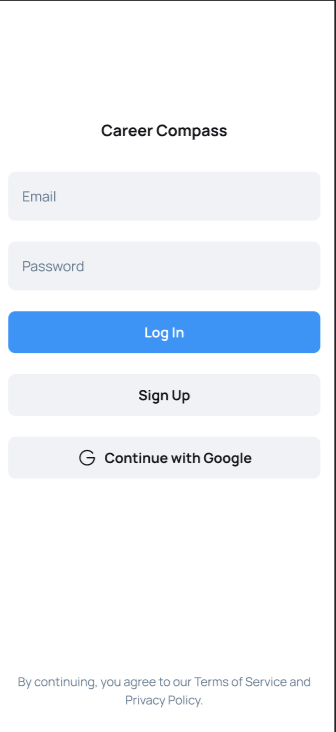 Career Compass
Email
Password
Log In
Sign Up
Continue with Google
By continuing, you agree to our Terms of Service and
Privacy Policy.